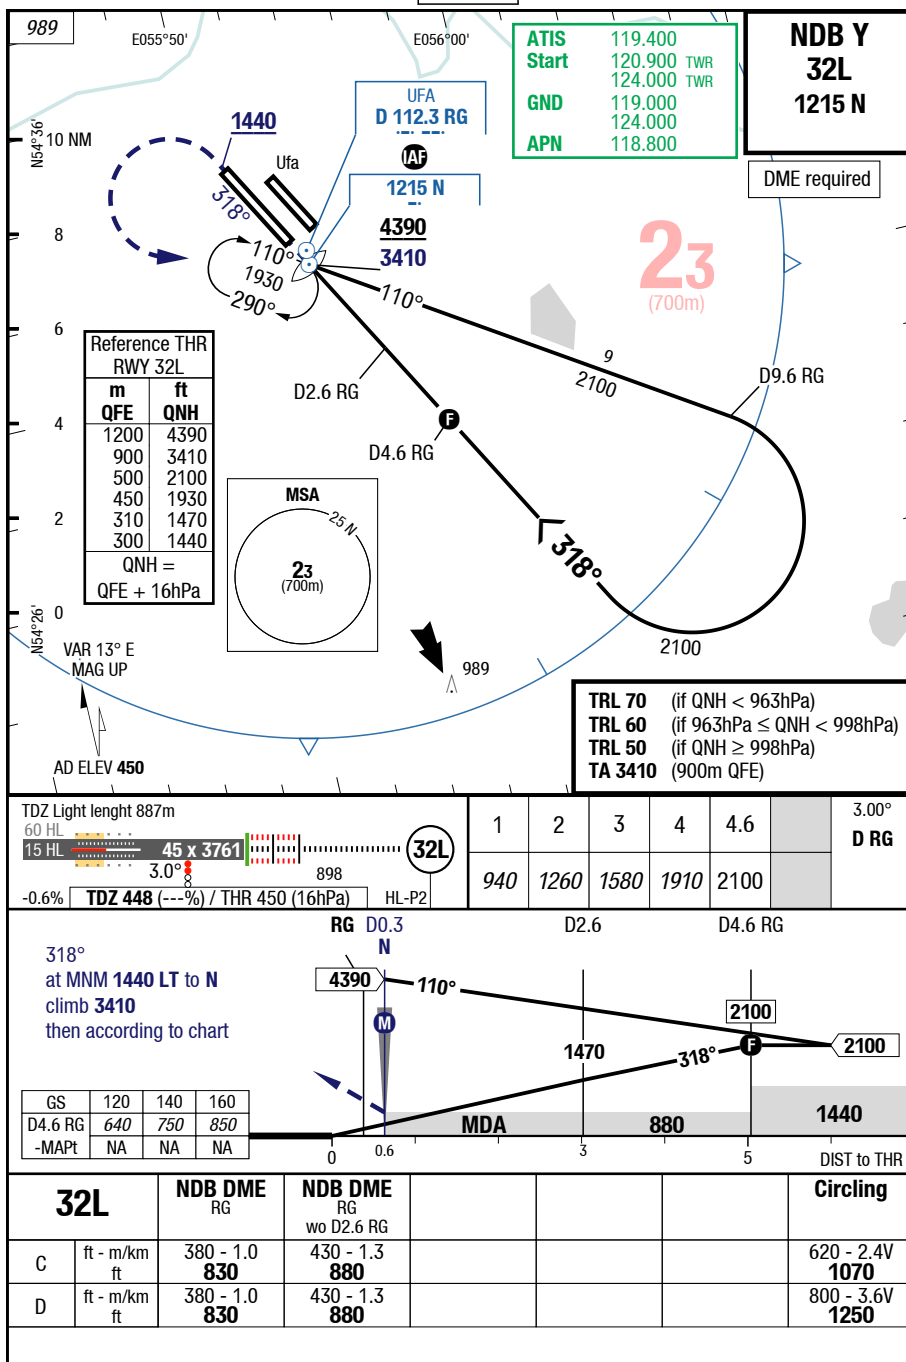 989
E055°50'
E056°00'
ATIS 119.400
Start 120.900 TWR
124.000 TWR
GND 119.000
124.000
APN 118.800
NDB Y
32L
1215 N
DME required
N54°36'
10 NM
8
6
4
2
0
N54°26'
UFA
D 112.3 RG
IAF
1215 N
4390
3410
1440
Ufa
318°
110°
1930
290°
110°
23
(700m)
9
2100
D9.6 RG
D2.6 RG
F
D4.6 RG
318°
2100
Reference THR
RWY 32L
m ft
QFE QNH
1200 4390
900 3410
500 2100
450 1930
310 1470
300 1440
QNH =
QFE + 16hPa
MSA
25 N
23
(700m)
VAR 13° E
MAG UP
AD ELEV 450
989
TRL 70 (if QNH < 963hPa)
TRL 60 (if 963hPa ≤ QNH < 998hPa)
TRL 50 (if QNH ≥ 998hPa)
TA 3410 (900m QFE)
TDZ Light lenght 887m
60 HL
15 HL
45 x 3761
3.0°
898
32L
-0.6%
TDZ 448 (---%) / THR 450 (16hPa)
HL-P2
1 2 3 4 4.6
3.00°
D RG
940 1260 1580 1910 2100
RG D0.3 D2.6 D4.6 RG
N
318°
at MNM 1440 LT to N
climb 3410
then according to chart
4390
110°
M
2100
F
2100
1470
318°
MDA
880
1440
GS 120 140 160
D4.6 RG 640 750 850
-MAPt NA NA NA
0 0.6 3 5 DIST to THR
32L
NDB DME
RG
NDB DME
RG
wo D2.6 RG
Circling
C ft - m/km 380 - 1.0 430 - 1.3 620 - 2.4V
ft 830 880 1070
D ft - m/km 380 - 1.0 430 - 1.3 800 - 3.6V
ft 830 880 1250